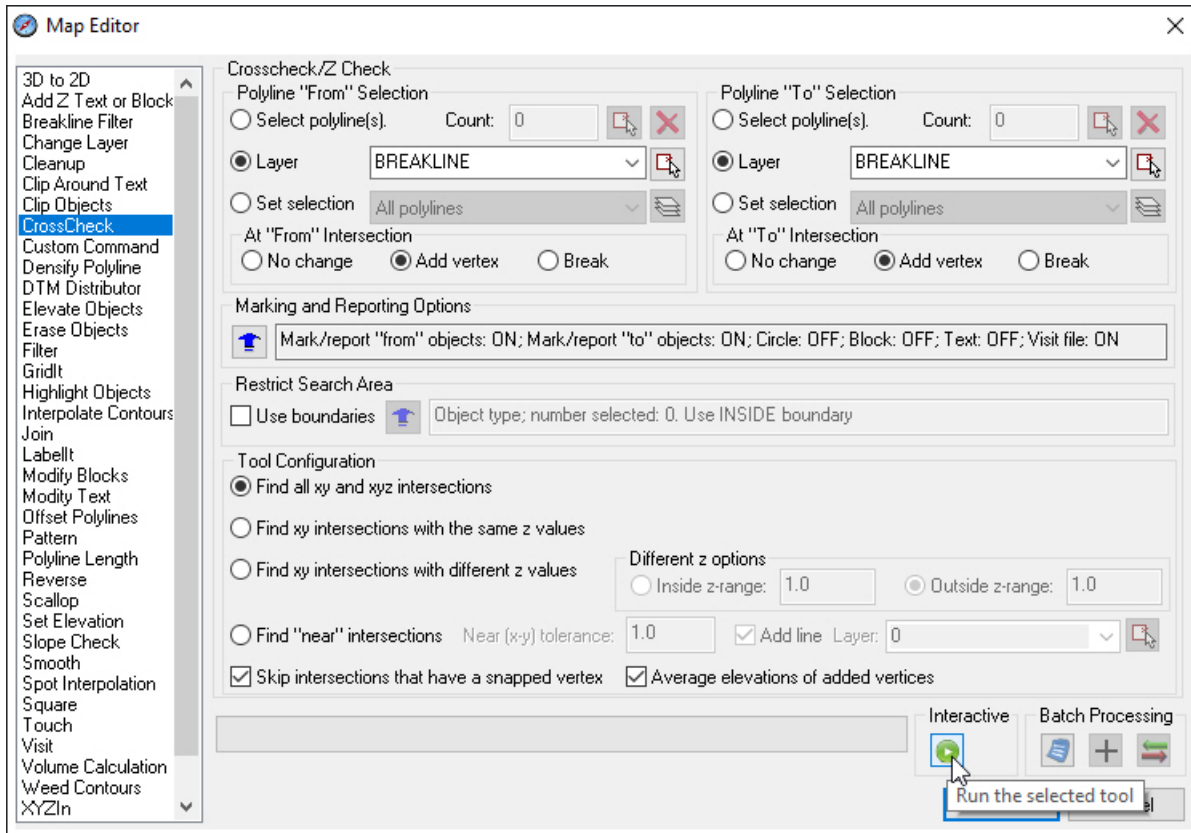 Map Editor
3D to 2D
Add Z Text or Block
Breakline Filter
Change Layer
Cleanup
Clip Around Text
Clip Objects
CrossCheck
Custom Command
Densify Polyline
DTM Distributor
Elevate Objects
Erase Objects
Filter
GridIt
Highlight Objects
Interpolate Contours
Join
LabelIt
Modify Blocks
Modify Text
Offset Polylines
Pattern
Polyline Length
Reverse
Scallop
Set Elevation
Slope Check
Smooth
Spot Interpolation
Square
Touch
Visit
Volume Calculation
Weed Contours
XYZIn
Crosscheck/Z Check
Polyline "From" Selection
Select polyline(s). Count: 0
Layer BREAKLINE
Set selection All polylines
At "From" Intersection
No change Add vertex Break
Polyline "To" Selection
Select polyline(s). Count: 0
Layer BREAKLINE
Set selection All polylines
At "To" Intersection
No change Add vertex Break
Marking and Reporting Options
Mark/report "from" objects: ON; Mark/report "to" objects: ON; Circle: OFF; Block: OFF; Text: OFF; Visit file: ON
Restrict Search Area
Use boundaries Object type; number selected: 0. Use INSIDE boundary
Tool Configuration
Find all xy and xyz intersections
Find xy intersections with the same z values
Find xy intersections with different z values
Different z options
Inside z-range: 1.0 Outside z-range: 1.0
Find "near" intersections Near (x-y) tolerance: 1.0 Add line Layer: 0
Skip intersections that have a snapped vertex Average elevations of added vertices
Interactive Batch Processing
Run the selected tool